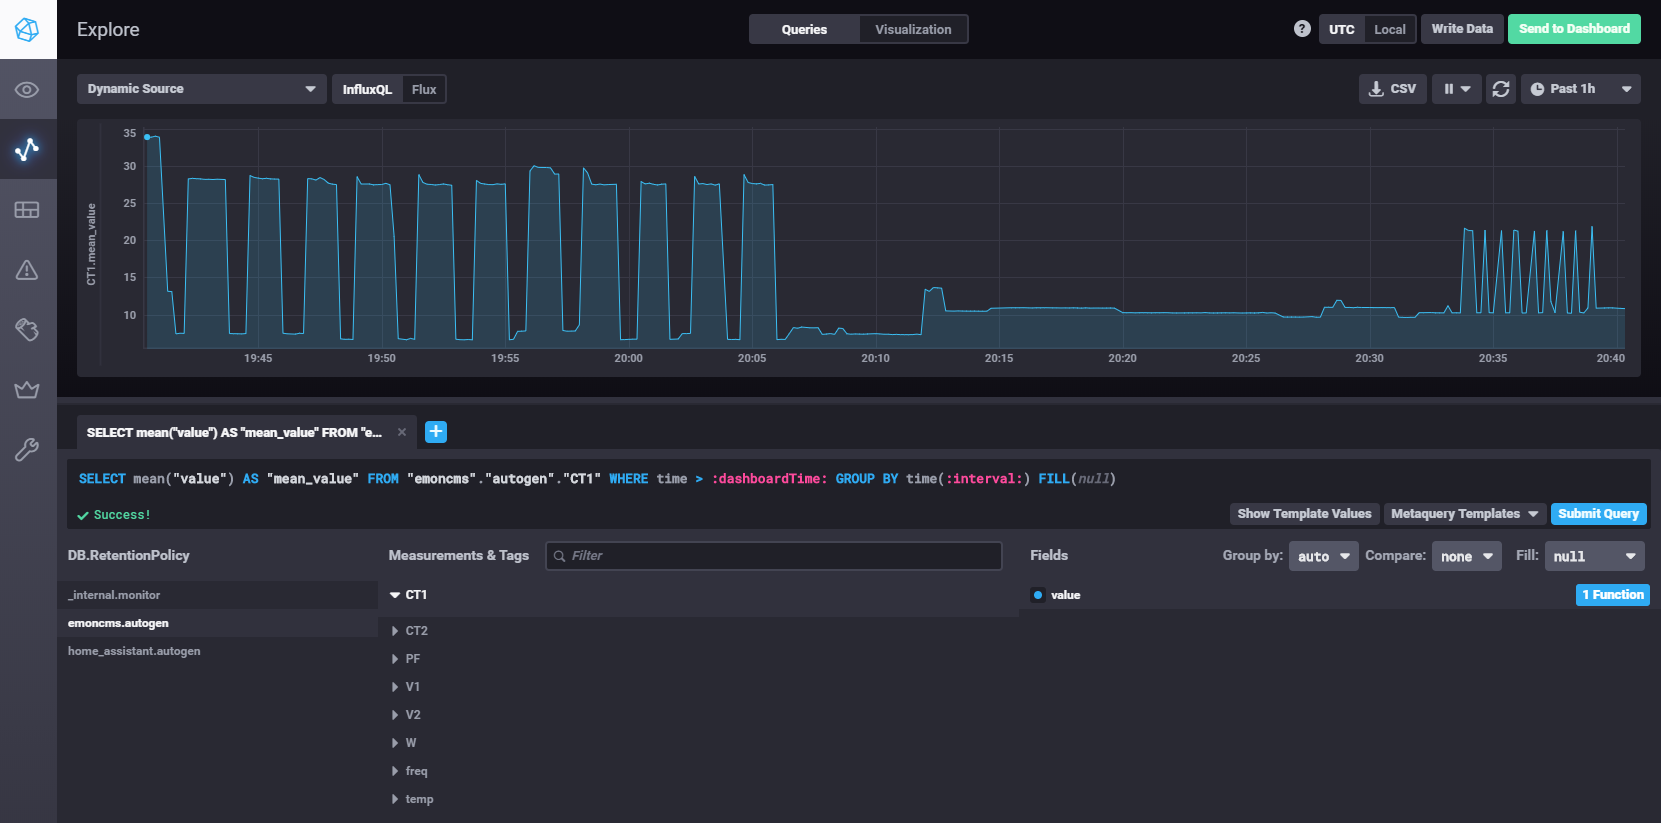 Explore
Queries Visualization
? UTC Local Write Data Send to Dashboard
Dynamic Source InfluxQL Flux
CSV Past 1h
CT1.mean_value
35
30
25
20
15
10
19:45 19:50 19:55 20:00 20:05 20:10 20:15 20:20 20:25 20:30 20:35 20:40
SELECT mean("value") AS "mean_value" FROM "e... × +
SELECT mean("value") AS "mean_value" FROM "emoncms"."autogen"."CT1" WHERE time > :dashboardTime: GROUP BY time(:interval:) FILL(null)
Success!
Show Template Values Metaquery Templates Submit Query
DB.RetentionPolicy
_internal.monitor
emoncms.autogen
home_assistant.autogen
Measurements & Tags Filter
CT1
CT2
PF
V1
V2
W
freq
temp
Fields Group by: auto Compare: none Fill: null
value 1 Function